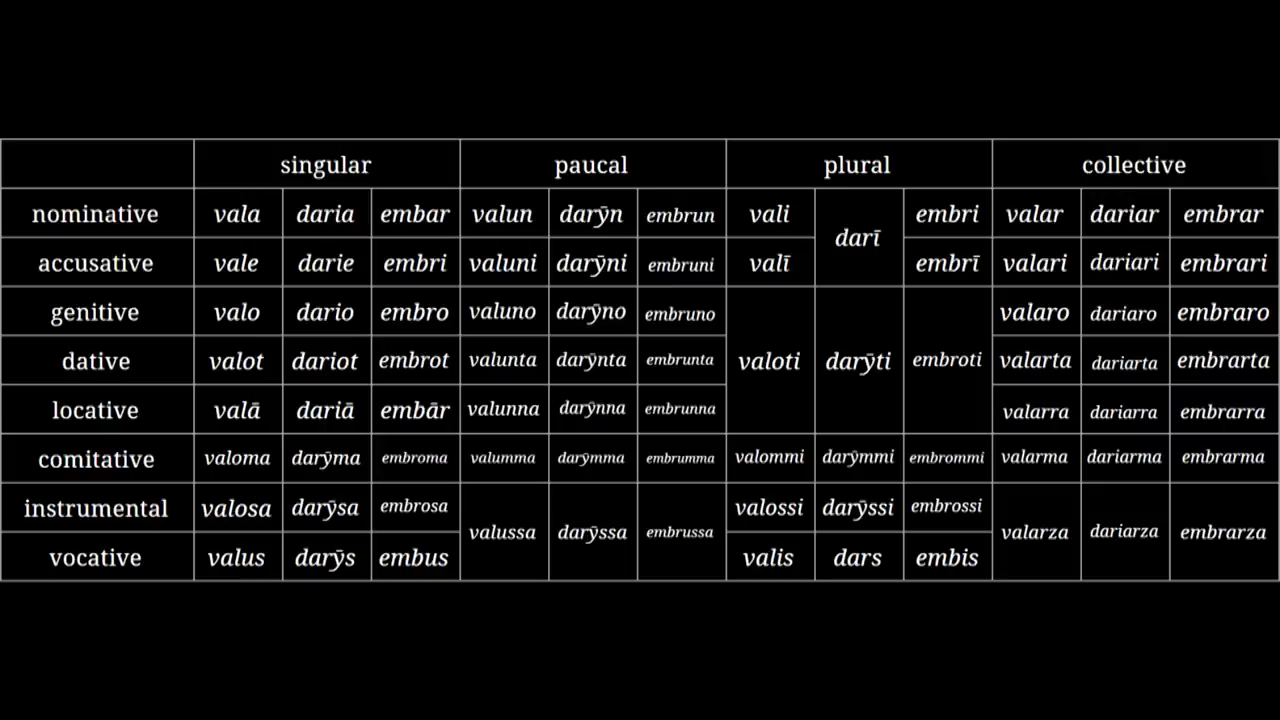 singular paucal plural collective
nominative vala daria embar valun darȳn embrun vali darī embri valar dariar embrar
accusative vale darie embri valuni darȳni embruni valī embrī valari dariari embrari
genitive valo dario embro valuno darȳno embruno valaro dariaro embraro
dative valot dariot embrot valunta darȳnta embrunta valoti darȳti embroti valarta dariarta embrarta
locative valā dariā embār valunna darȳnna embrunna valarra dariarra embrarra
comitative valoma darȳma embroma valumma darȳmma embrumma valommi darȳmmi embrommi valarma dariarma embrarma
instrumental valosa darȳsa embrosa valussa darȳssa embrussa valossi darȳssi embrossi valarza dariarza embrarza
vocative valus darȳs embus valis dars embis